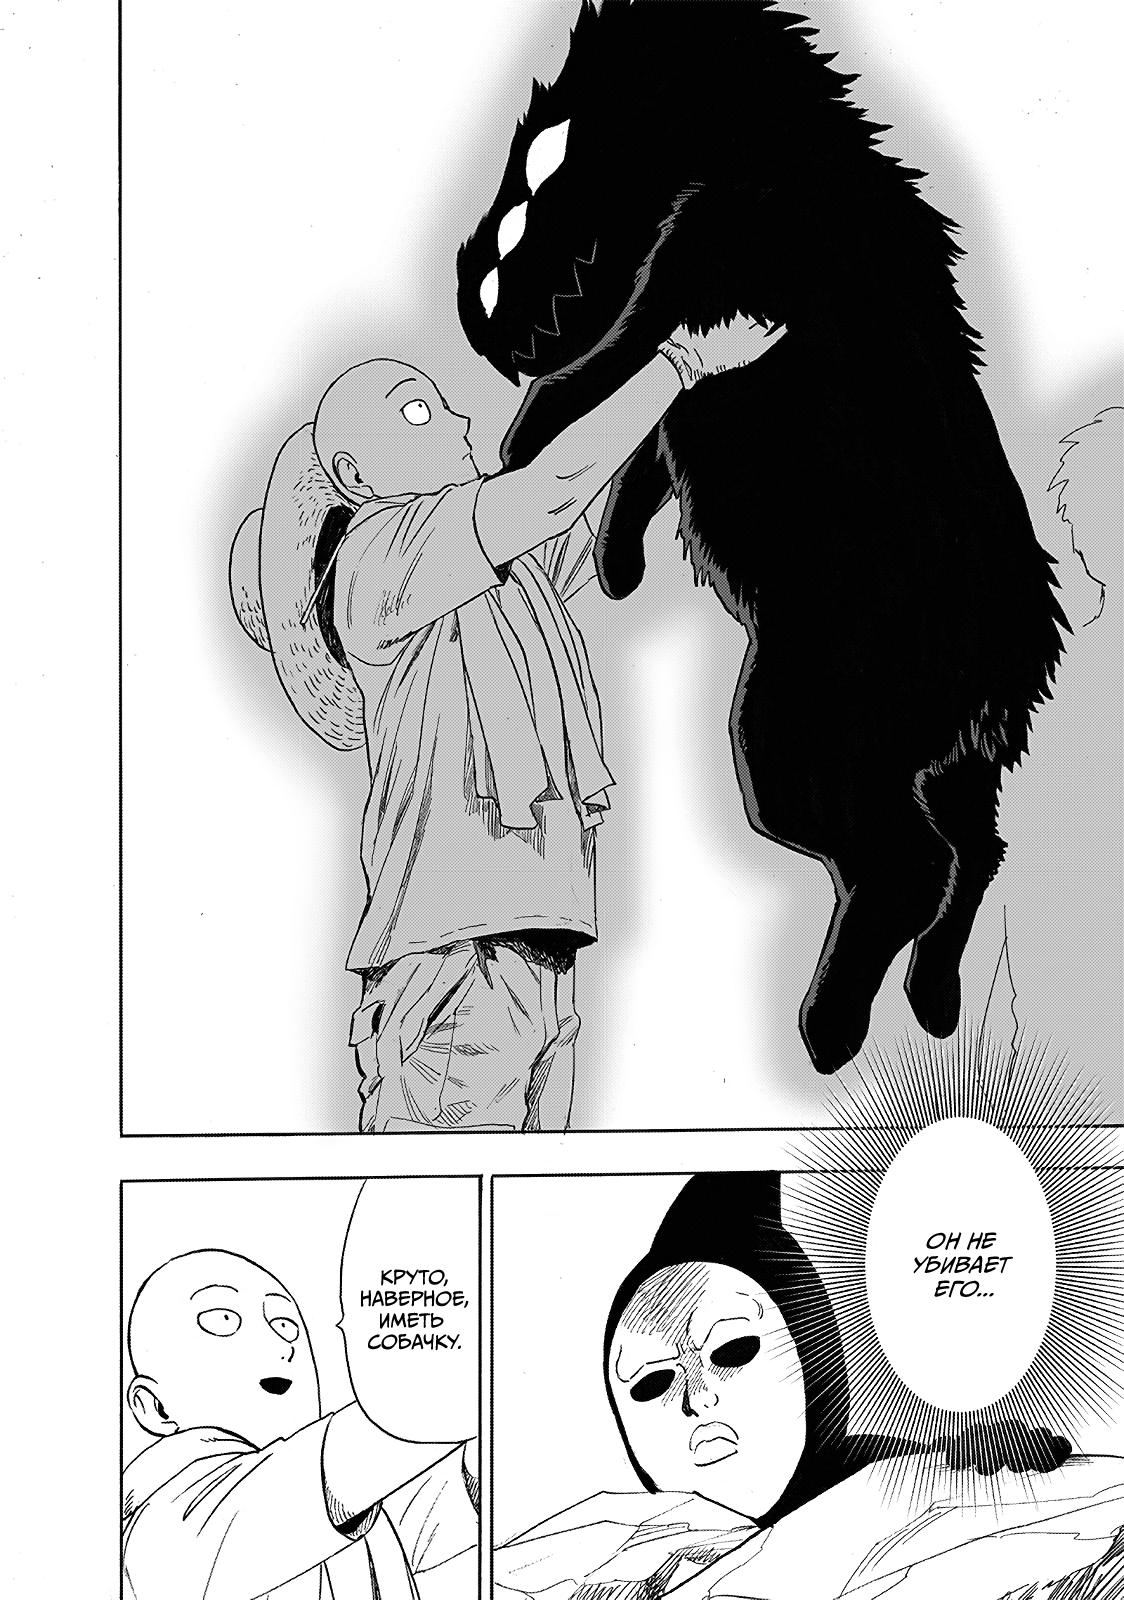 КРУТО,
НАВЕРНОЕ,
ИМЕТЬ
СОБАЧКУ.
ОН НЕ
УБИВАЕТ
ЕГО...